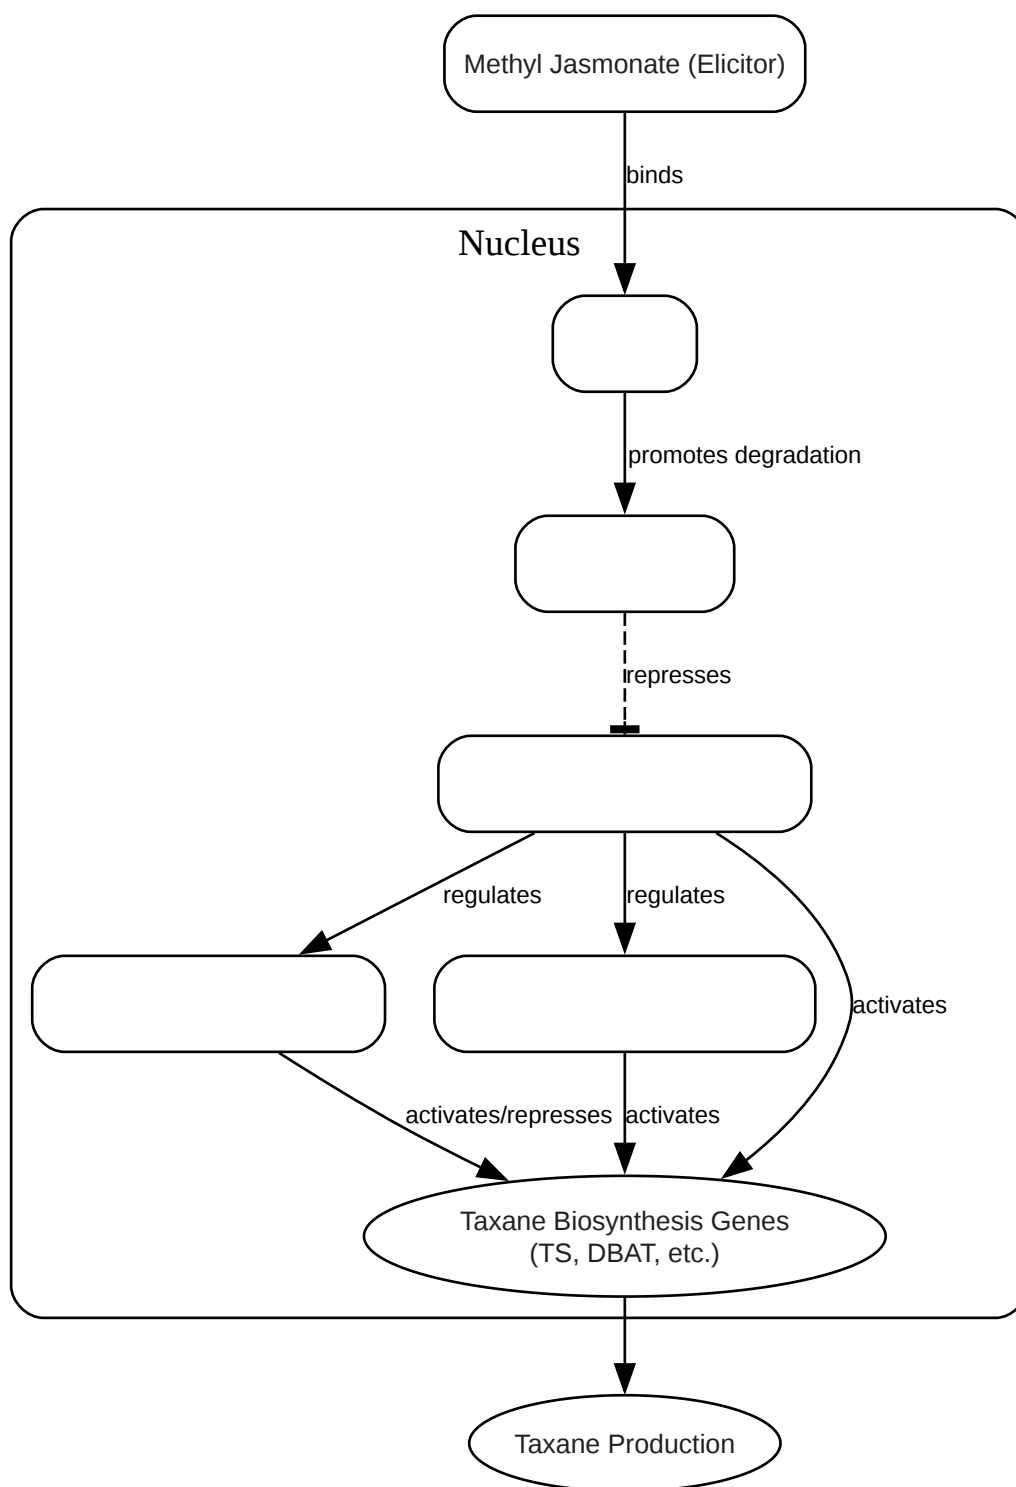 Methyl Jasmonate (Elicitor)
binds
Nucleus
promotes degradation
represses
regulates
regulates
activates
activates/represses
activates
Taxane Biosynthesis Genes
(TS, DBAT, etc.)
Taxane Production